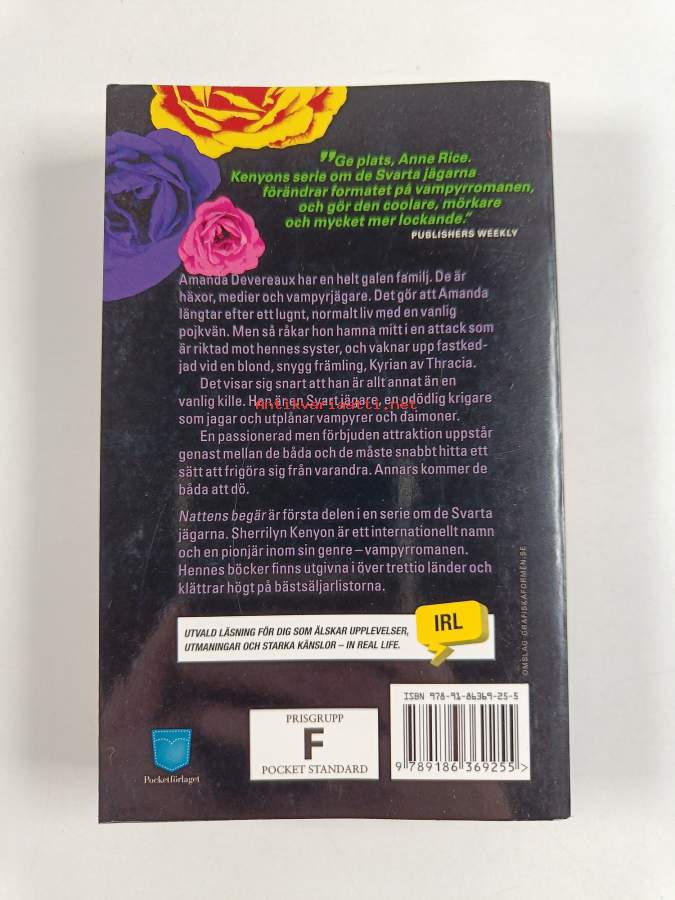 "Ge plats, Anne Rice.
Kenyons serie om de Svarta jägarna
förändrar formatet på vampyrromanen,
och gör den coolare, mörkare
och mycket mer lockande."
PUBLISHERS WEEKLY
Amanda Devereaux har en helt galen familj. De är
häxor, medier och vampyrjägare. Det gör att Amanda
längtar efter ett lugnt, normalt liv med en vanlig
pojkvän. Men så råkar hon hamna mitt i en attack som
är riktad mot hennes syster, och vaknar upp fastked-
jad vid en blond, snygg främling, Kyrian av Thracia.
Det visar sig snart att han är allt annat än en
vanlig kille. Han är en Svart jägare, en odödlig krigare
Antikvariaatti.net
som jagar och utplånar vampyrer och daimoner.
En passionerad men förbjuden attraktion uppstår
genast mellan de båda och de måste snabbt hitta ett
sätt att frigöra sig från varandra. Annars kommer de
båda att dö.
Nattens begär är första delen i en serie om de Svarta
jägarna. Sherrilyn Kenyon är ett internationellt namn
och en pionjär inom sin genre – vampyrromanen.
Hennes böcker finns utgivna i över trettio länder och
klättrar högt på bästsäljarlistorna.
OMSLAG: GRAFISKAFORMEN.SE
UTVALD LÄSNING FÖR DIG SOM ÄLSKAR UPPLEVELSER,
UTMANINGAR OCH STARKA KÄNSLOR – IN REAL LIFE.
IRL
Pocketförlaget
PRISGRUPP
F
POCKET STANDARD
ISBN 978-91-86369-25-5
9 789186 369255 >